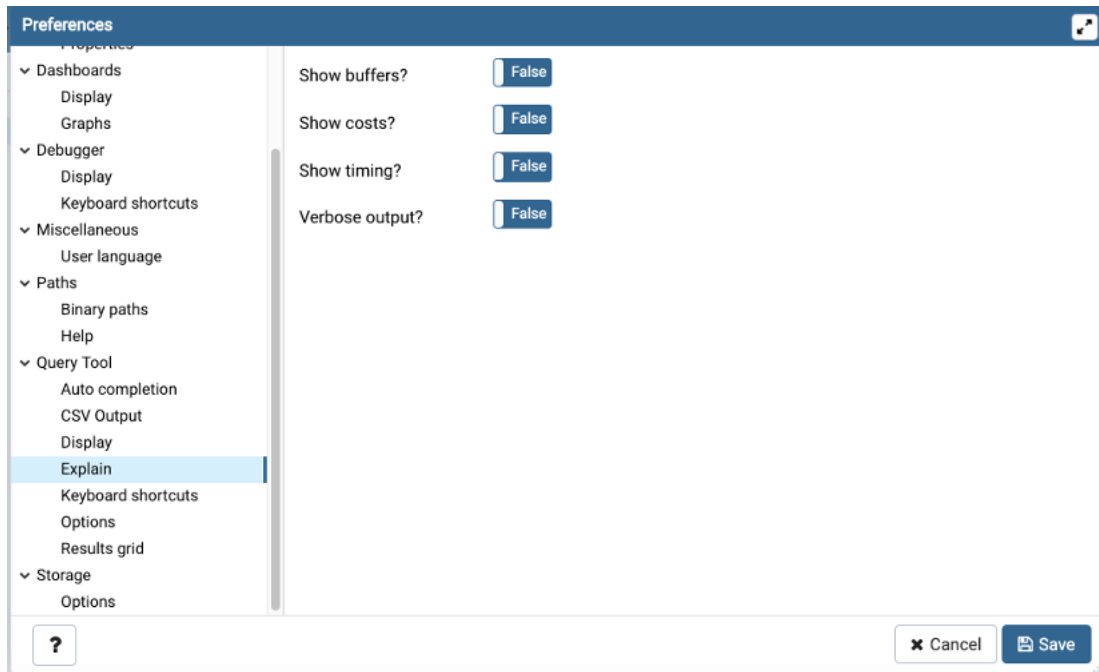 Preferences
Properties
Dashboards
Display
Graphs
Debugger
Display
Keyboard shortcuts
Miscellaneous
User language
Paths
Binary paths
Help
Query Tool
Auto completion
CSV Output
Display
Explain
Keyboard shortcuts
Options
Results grid
Storage
Options
Show buffers? False
Show costs? False
Show timing? False
Verbose output? False
? Cancel Save